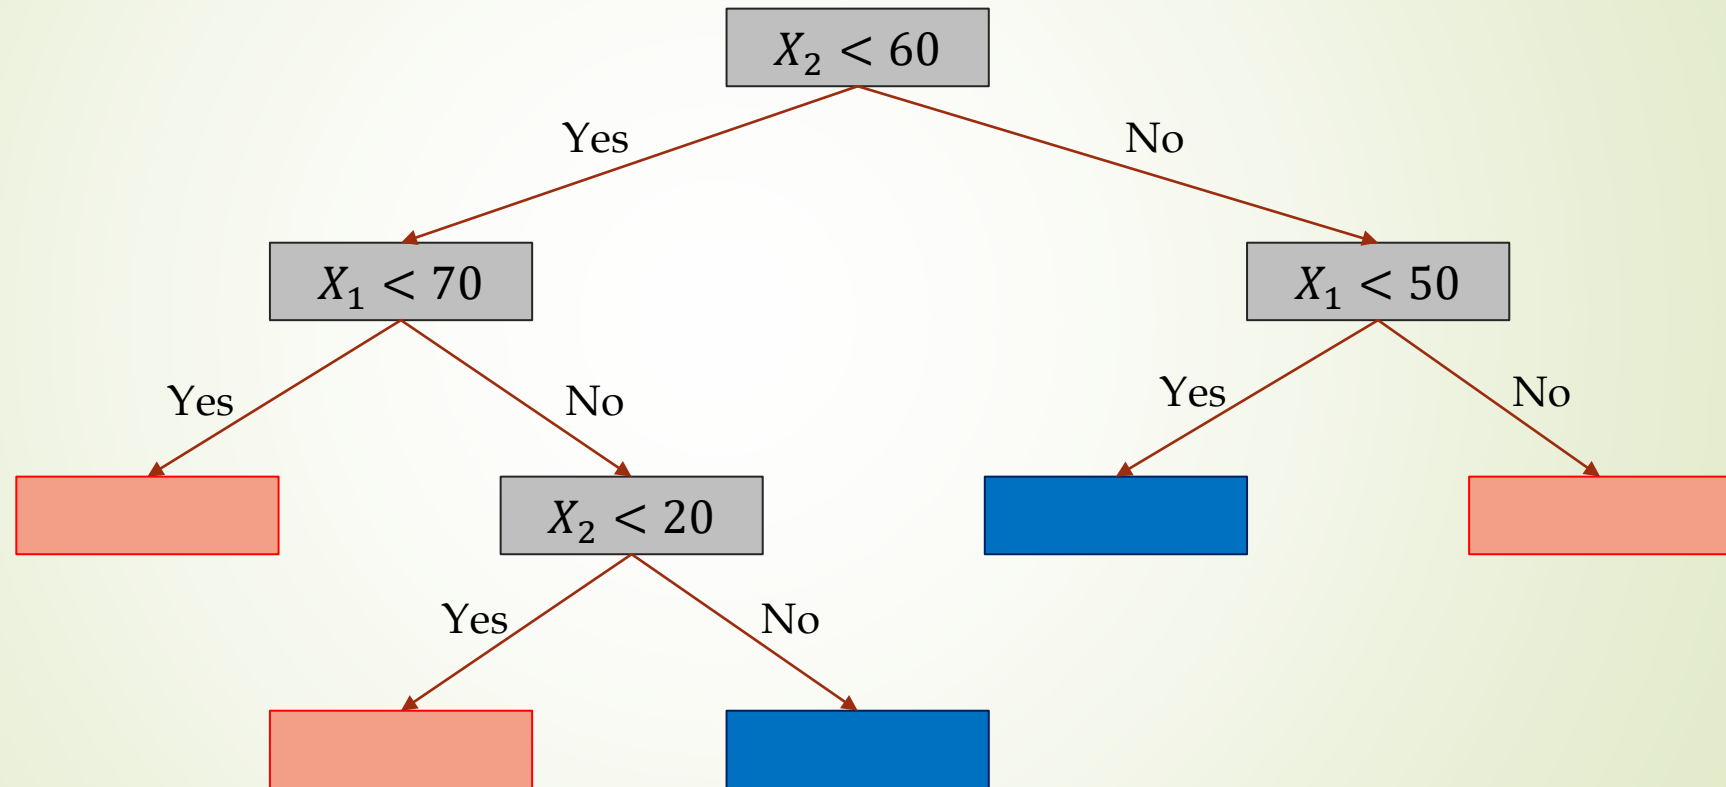 X₂ < 60
Yes
No
X₁ < 70
X₁ < 50
Yes
No
Yes
No
X₂ < 20
Yes
No